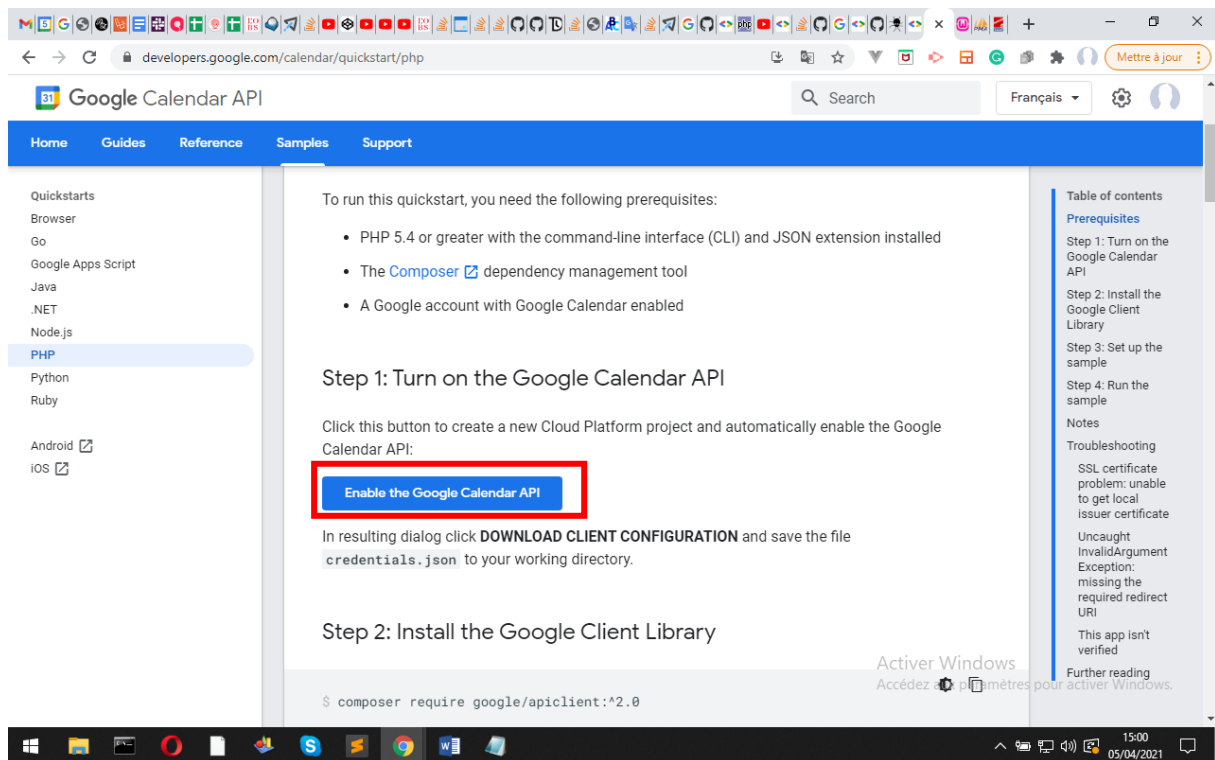 developers.google.com/calendar/quickstart/php
Mettre à jour
Google Calendar API
Search
Français
Home Guides Reference Samples Support
Quickstarts
Browser
Go
Google Apps Script
Java
.NET
Node.js
PHP
Python
Ruby
Android
iOS
To run this quickstart, you need the following prerequisites:
• PHP 5.4 or greater with the command-line interface (CLI) and JSON extension installed
• The Composer dependency management tool
• A Google account with Google Calendar enabled
Step 1: Turn on the Google Calendar API
Click this button to create a new Cloud Platform project and automatically enable the Google
Calendar API:
Enable the Google Calendar API
In resulting dialog click DOWNLOAD CLIENT CONFIGURATION and save the file
credentials.json to your working directory.
Step 2: Install the Google Client Library
$ composer require google/apiclient:^2.0
Table of contents
Prerequisites
Step 1: Turn on the
Google Calendar
API
Step 2: Install the
Google Client
Library
Step 3: Set up the
sample
Step 4: Run the
sample
Notes
Troubleshooting
SSL certificate
problem: unable
to get local
issuer certificate
Uncaught
InvalidArgument
Exception:
missing the
required redirect
URI
This app isn't
verified
Further reading
Activer Windows
Accédez aux paramètres pour activer Windows.
15:00
05/04/2021